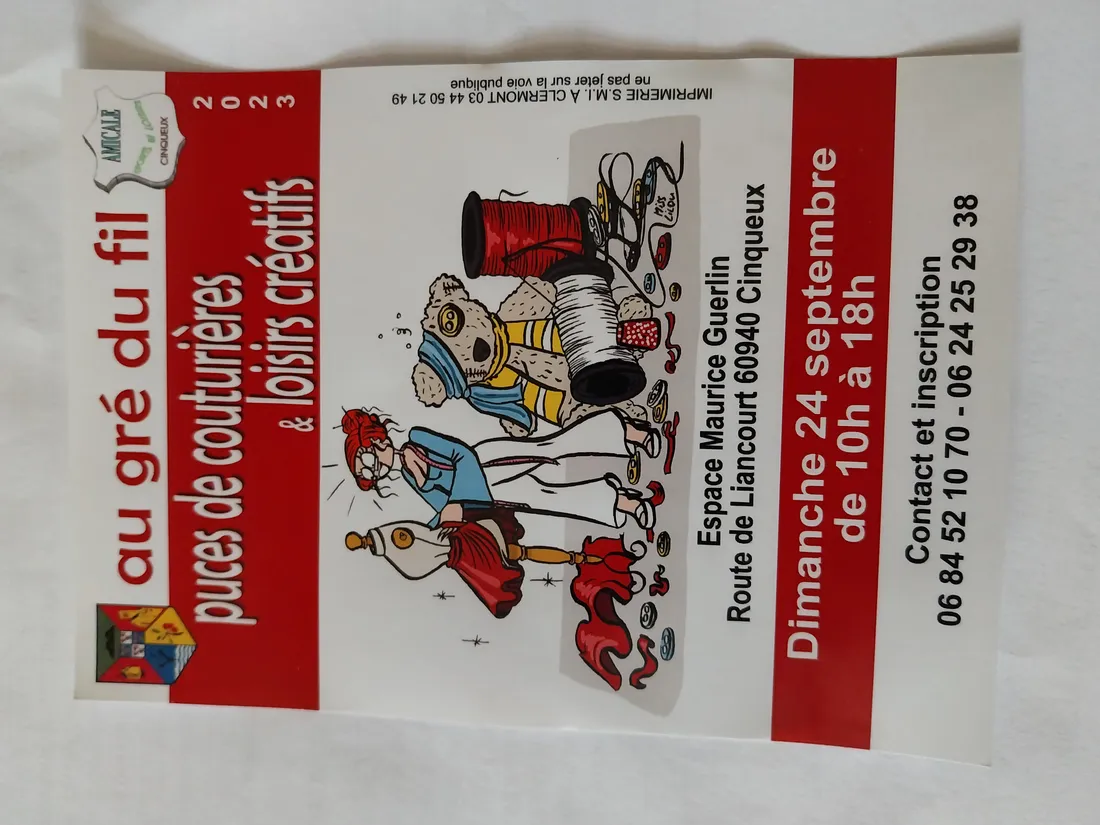 au gré du fil
AMICALE
CINQUEUX
puces de couturières
& loisirs créatifs
2023
IMPRIMERIE S.M.I. À CLERMONT 03 44 50 21 49
ne pas jeter sur la voie publique
MISS
LILOU
Espace Maurice Guerlin
Route de Liancourt 60940 Cinqueux
Dimanche 24 septembre
de 10h à 18h
Contact et inscription
06 84 52 10 70 - 06 24 25 29 38